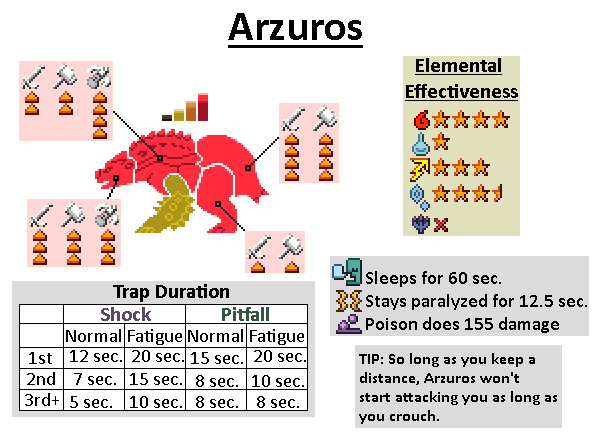 Arzuros
Elemental
Effectiveness
Sleeps for 60 sec.
Stays paralyzed for 12.5 sec.
Poison does 155 damage
Trap Duration
Shock Pitfall
Normal Fatigue Normal Fatigue
1st 12 sec. 20 sec. 15 sec. 20 sec.
2nd 7 sec. 15 sec. 8 sec. 10 sec.
3rd+ 5 sec. 10 sec. 8 sec. 8 sec.
TIP: So long as you keep a
distance, Arzuros won't
start attacking you as long as
you crouch.